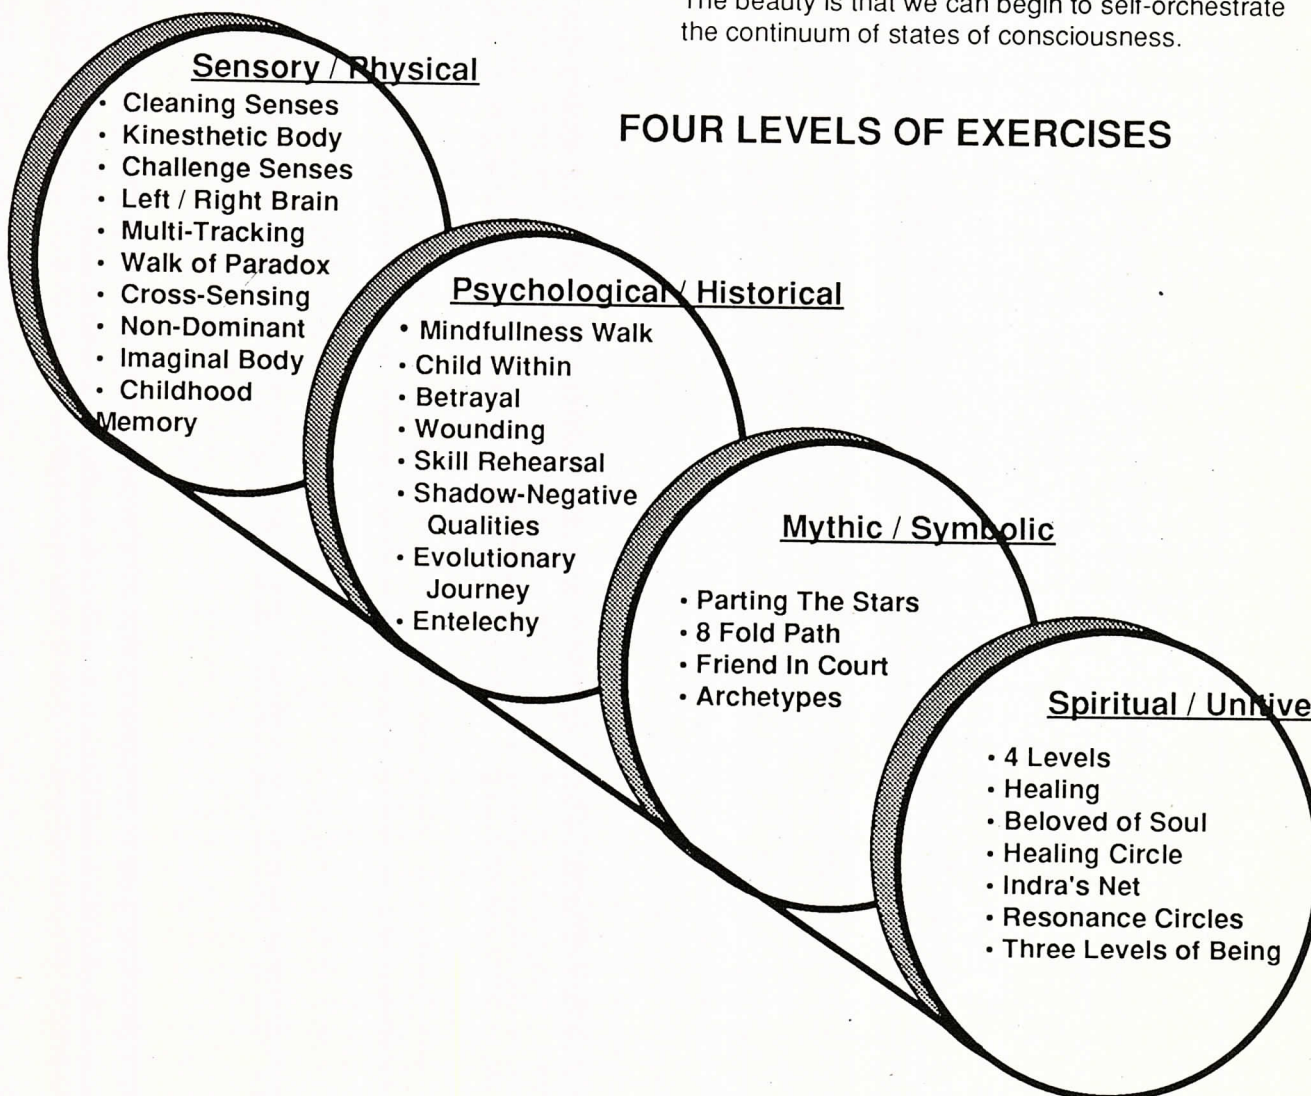 The beauty is that we can begin to self-orchestrate
the continuum of states of consciousness.
FOUR LEVELS OF EXERCISES
Sensory / Physical
• Cleaning Senses
• Kinesthetic Body
• Challenge Senses
• Left / Right Brain
• Multi-Tracking
• Walk of Paradox
• Cross-Sensing
• Non-Dominant
• Imaginal Body
• Childhood
Memory
Psychological / Historical
• Mindfullness Walk
• Child Within
• Betrayal
• Wounding
• Skill Rehearsal
• Shadow-Negative
Qualities
• Evolutionary
Journey
• Entelechy
Mythic / Symbolic
• Parting The Stars
• 8 Fold Path
• Friend In Court
• Archetypes
Spiritual / Unitive
• 4 Levels
• Healing
• Beloved of Soul
• Healing Circle
• Indra's Net
• Resonance Circles
• Three Levels of Being